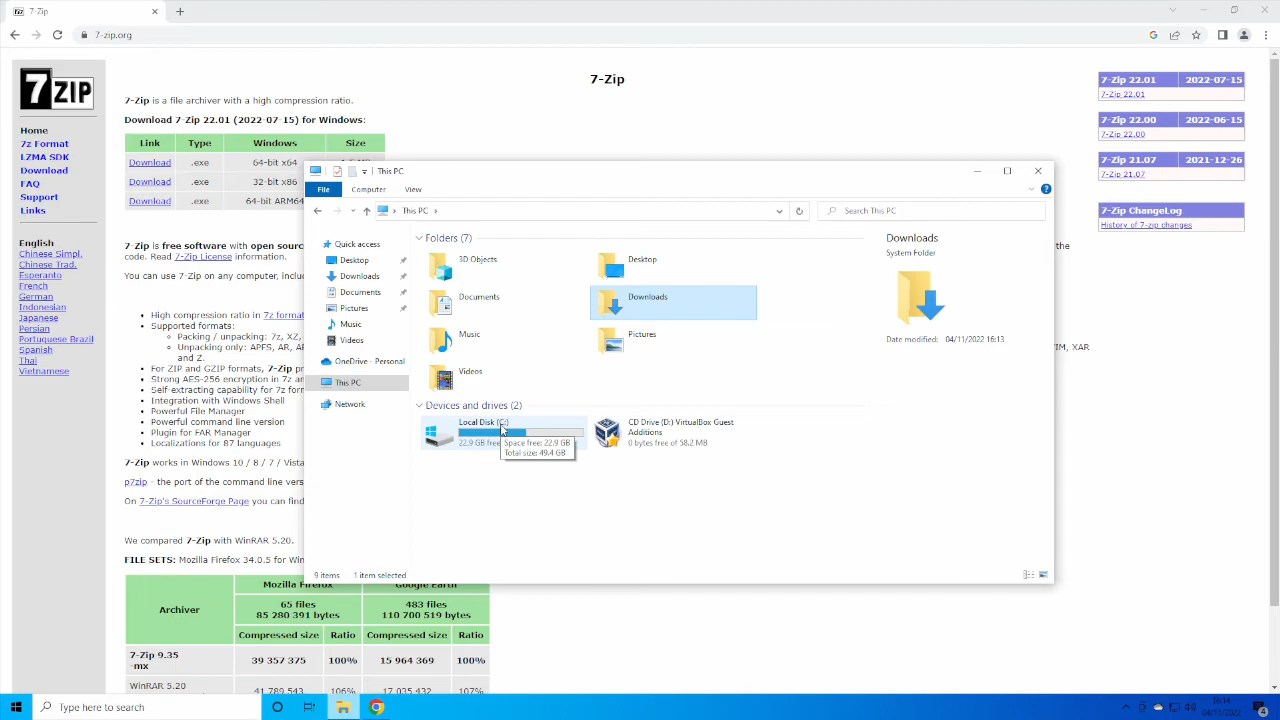 7-Zip
7-zip.org
7ZIP
Home
7z Format
LZMA SDK
Download
FAQ
Support
Links
English
Chinese Simpl.
Chinese Trad.
Esperanto
French
German
Indonesian
Japanese
Persian
Portuguese Brazil
Spanish
Thai
Vietnamese
7-Zip
7-Zip is a file archiver with a high compression ratio.
Download 7-Zip 22.01 (2022-07-15) for Windows:
Link Type Windows Size
Download .exe 64-bit x64
Download .exe 32-bit x86
Download .exe 64-bit ARM64
7-Zip is free software with open sourc
the
code. Read 7-Zip License information.
You can use 7-Zip on any computer, inclu
High compression ratio in 7z format
Supported formats:
Packing / unpacking: 7z, XZ,
Unpacking only: APFS, AR, AR
IM, XAR
and Z.
For ZIP and GZIP formats, 7-Zip p
Strong AES-256 encryption in 7z an
Self-extracting capability for 7z form
Integration with Windows Shell
Powerful File Manager
Powerful command line version
Plugin for FAR Manager
Localizations for 87 languages
7-Zip works in Windows 10 / 8 / 7 / Vista
p7zip - the port of the command line vers
On 7-Zip's SourceForge Page you can find
We compared 7-Zip with WinRAR 5.20.
FILE SETS: Mozilla Firefox 34.0.5 for Win
Archiver Mozilla Firefox Google Earth
65 files 483 files
85 280 391 bytes 110 700 519 bytes
Compressed size Ratio Compressed size Ratio
7-Zip 9.35
-mx
39 357 375 100% 15 964 369 100%
WinRAR 5.20
41 789 543 106% 17 035 432 107%
7-Zip 22.01 2022-07-15
7-Zip 22.01
7-Zip 22.00 2022-06-15
7-Zip 22.00
7-Zip 21.07 2021-12-26
7-Zip 21.07
7-Zip ChangeLog
History of 7-zip changes
This PC
File Computer View
This PC
Search This PC
Quick access
Desktop
Downloads
Documents
Pictures
Music
Videos
OneDrive - Personal
This PC
Network
Folders (7)
3D Objects
Desktop
Documents
Downloads
Music
Pictures
Videos
Devices and drives (2)
Local Disk (C:)
22.9 GB free
Space free: 22.9 GB
Total size: 49.4 GB
CD Drive (D:) VirtualBox Guest
Additions
0 bytes free of 58.2 MB
Downloads
System Folder
Date modified: 04/11/2022 16:13
9 items 1 item selected
Type here to search
16:14
04/11/2022
4